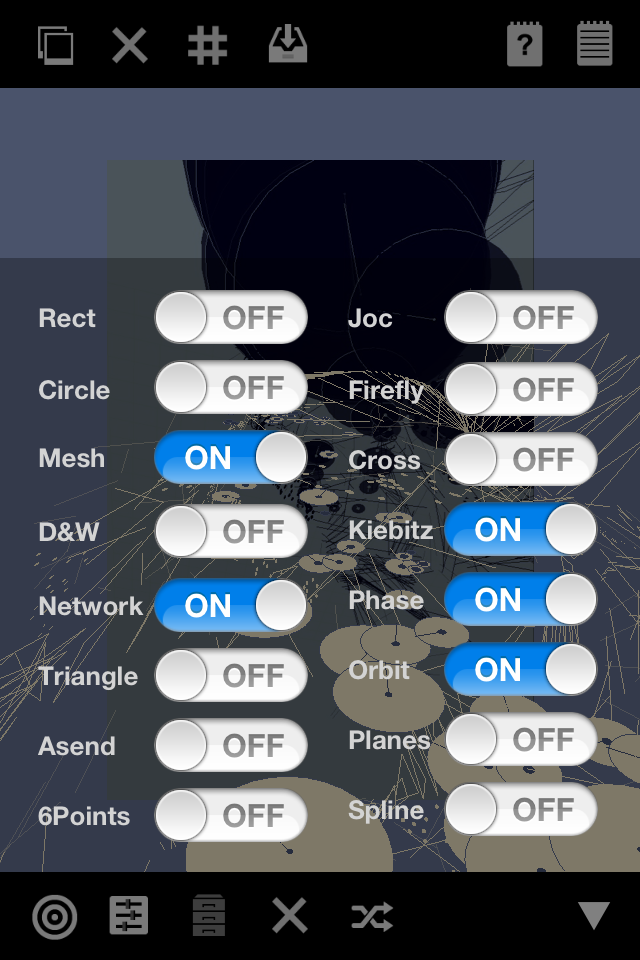 ?
Rect OFF Joc OFF
Circle OFF Firefly OFF
Mesh ON Cross OFF
D&W OFF Kiebitz ON
Network ON Phase ON
Triangle OFF Orbit ON
Asend OFF Planes OFF
6Points OFF Spline OFF